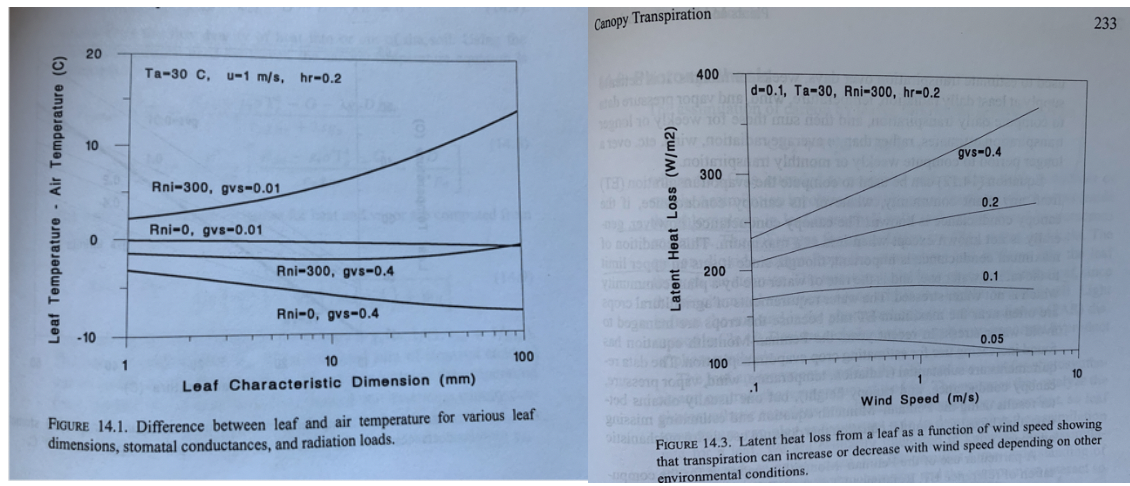 20
10
0
-10
Leaf Temperature - Air Temperature (C)
Ta=30 C, u=1 m/s, hr=0.2
Rni=300, gvs=0.01
Rni=0, gvs=0.01
Rni=300, gvs=0.4
Rni=0, gvs=0.4
1 10 100
Leaf Characteristic Dimension (mm)
FIGURE 14.1. Difference between leaf and air temperature for various leaf
dimensions, stomatal conductances, and radiation loads.
Canopy Transpiration 233
400
300
200
100
Latent Heat Loss (W/m2)
d=0.1, Ta=30, Rni=300, hr=0.2
gvs=0.4
0.2
0.1
0.05
.1 1 10
Wind Speed (m/s)
FIGURE 14.3. Latent heat loss from a leaf as a function of wind speed showing
that transpiration can increase or decrease with wind speed depending on other
environmental conditions.